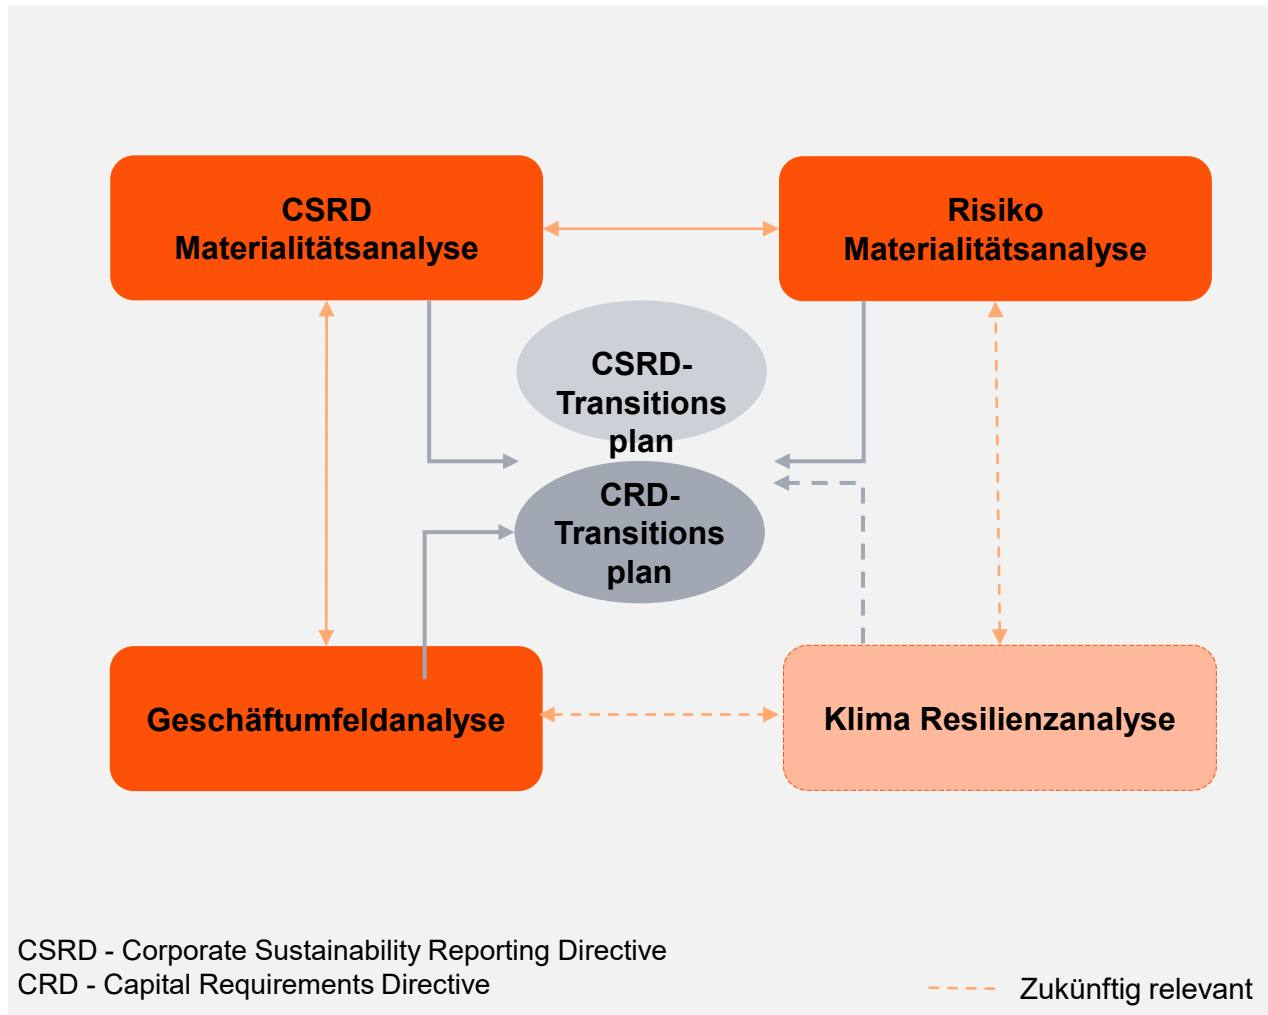 CSRD
Materialitätsanalyse
Risiko
Materialitätsanalyse
CSRD-
Transitions
plan
CRD-
Transitions
plan
Geschäftumfeldanalyse
Klima Resilienzanalyse
CSRD - Corporate Sustainability Reporting Directive
CRD - Capital Requirements Directive
Zukünftig relevant